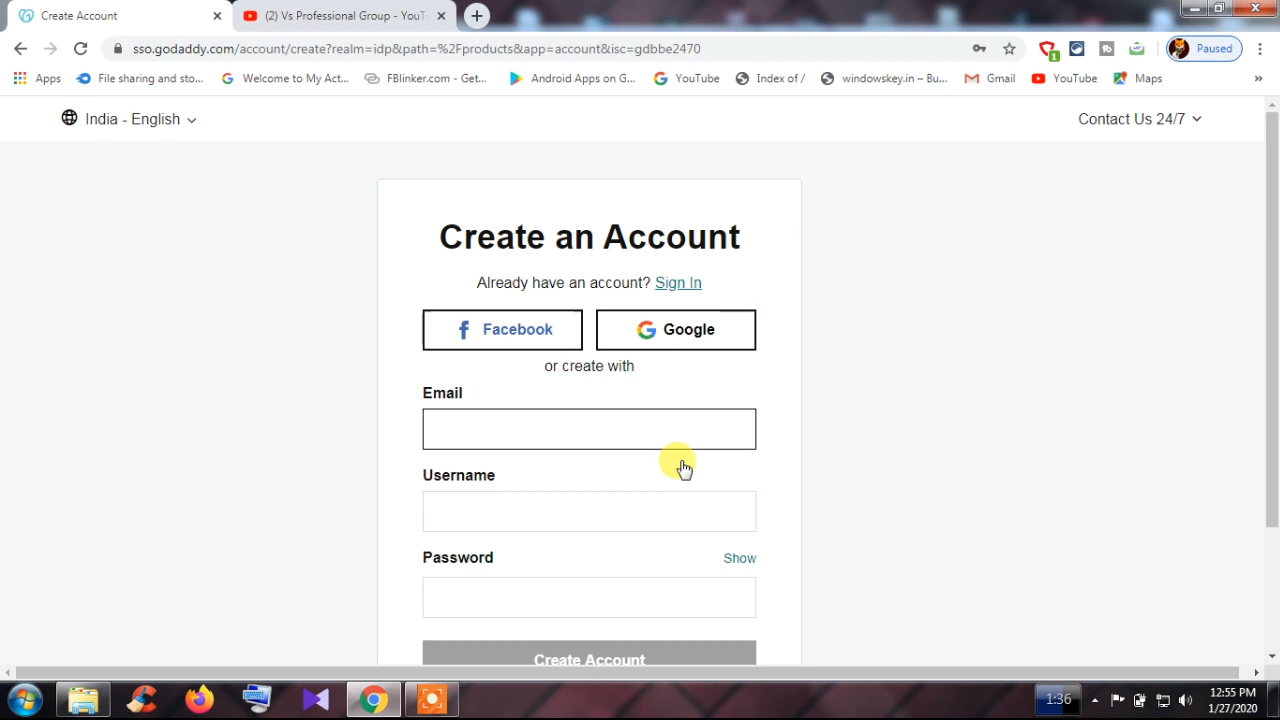 Create Account
(2) Vs Professional Group - YouT
sso.godaddy.com/account/create?realm=idp&path=%2Fproducts&app=account&isc=gdbbe2470
1
Paused
Apps
File sharing and sto...
Welcome to My Act...
FBlinker.com - Get...
Android Apps on G...
YouTube
Index of /
windowskey.in – Bu...
Gmail
YouTube
Maps
»
India - English
Contact Us 24/7
Create an Account
Already have an account? Sign In
Facebook
Google
or create with
Email
Username
Password
Show
Create Account
1:36
12:55 PM
1/27/2020